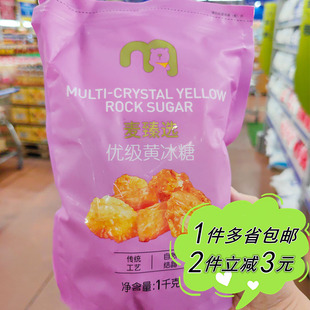 MULTI-CRYSTAL YELLOW
ROCK SUGAR
麦臻选
优级黄冰糖
传统
工艺
净含量:1千克
1件多省包邮
2件立减3元